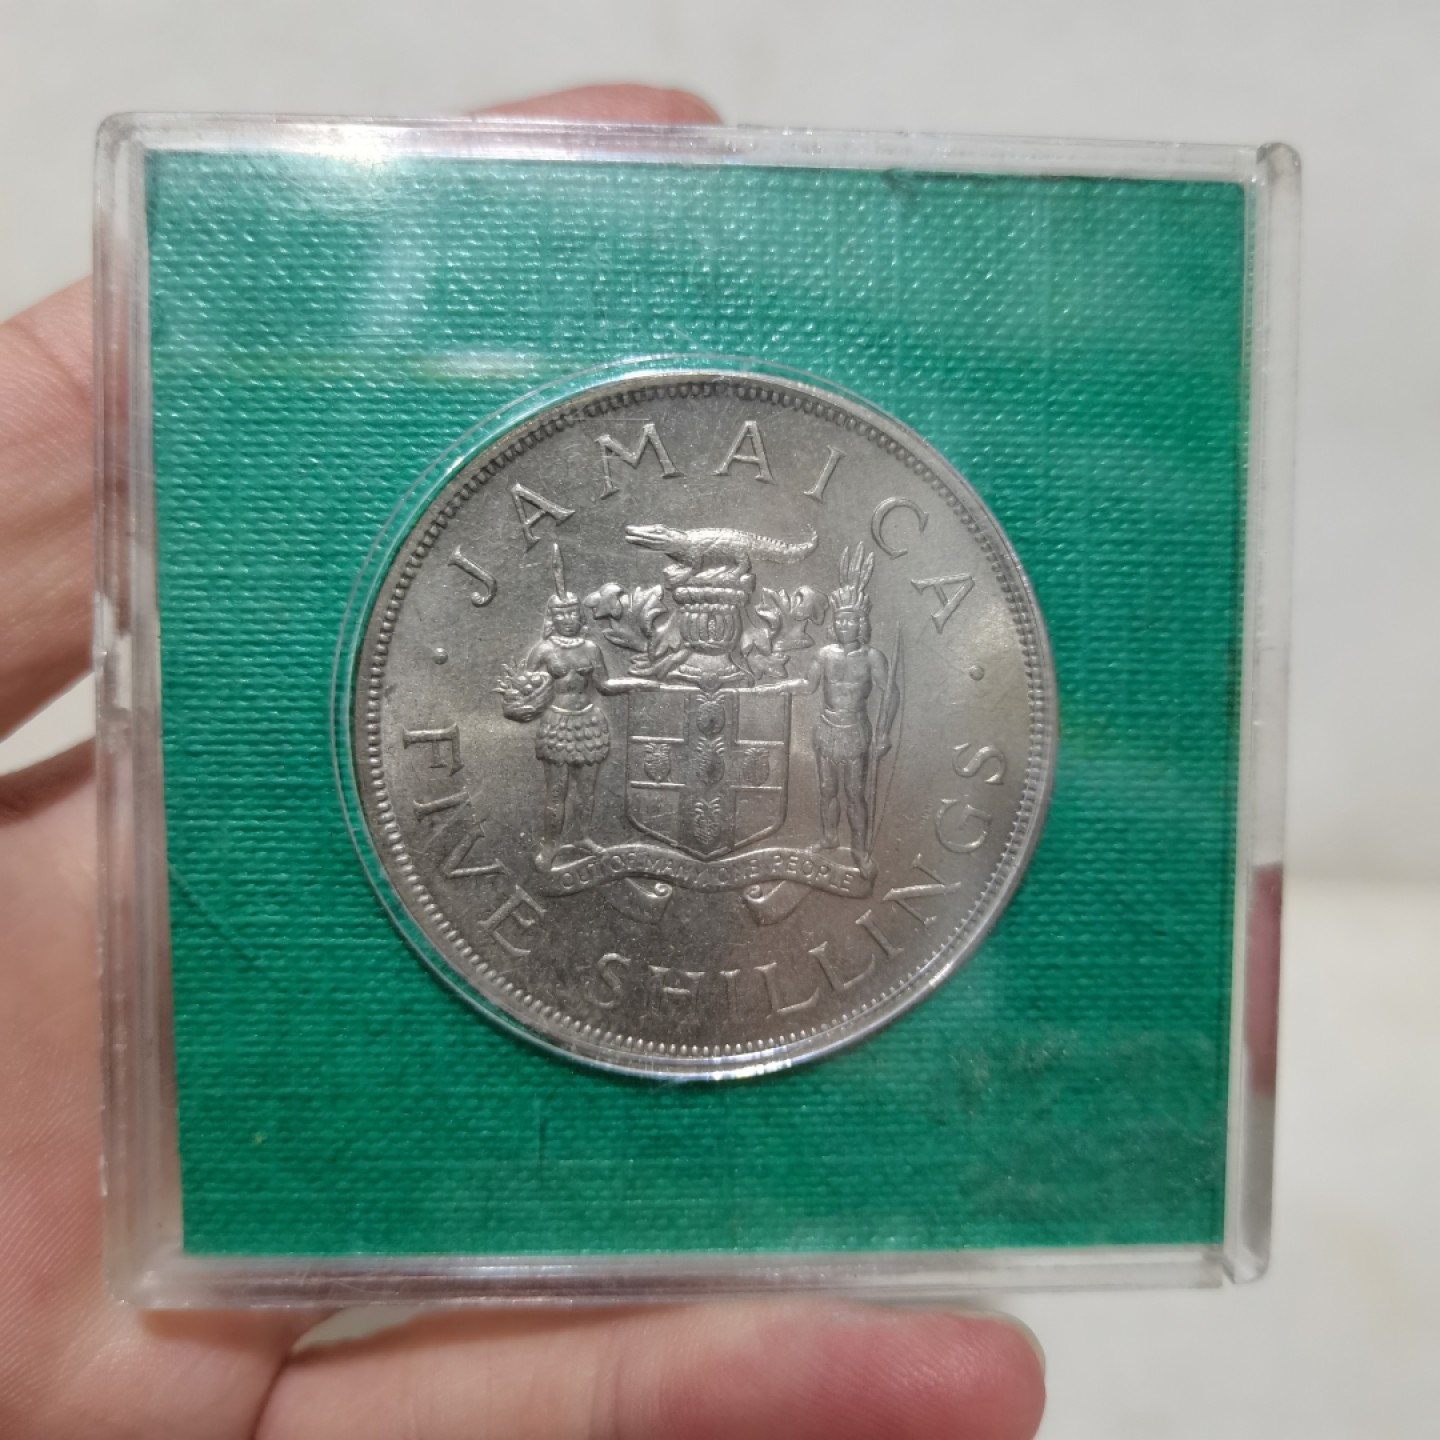 · JAMAICA ·
OUT OF MANY, ONE PEOPLE
FIVE SHILLINGS